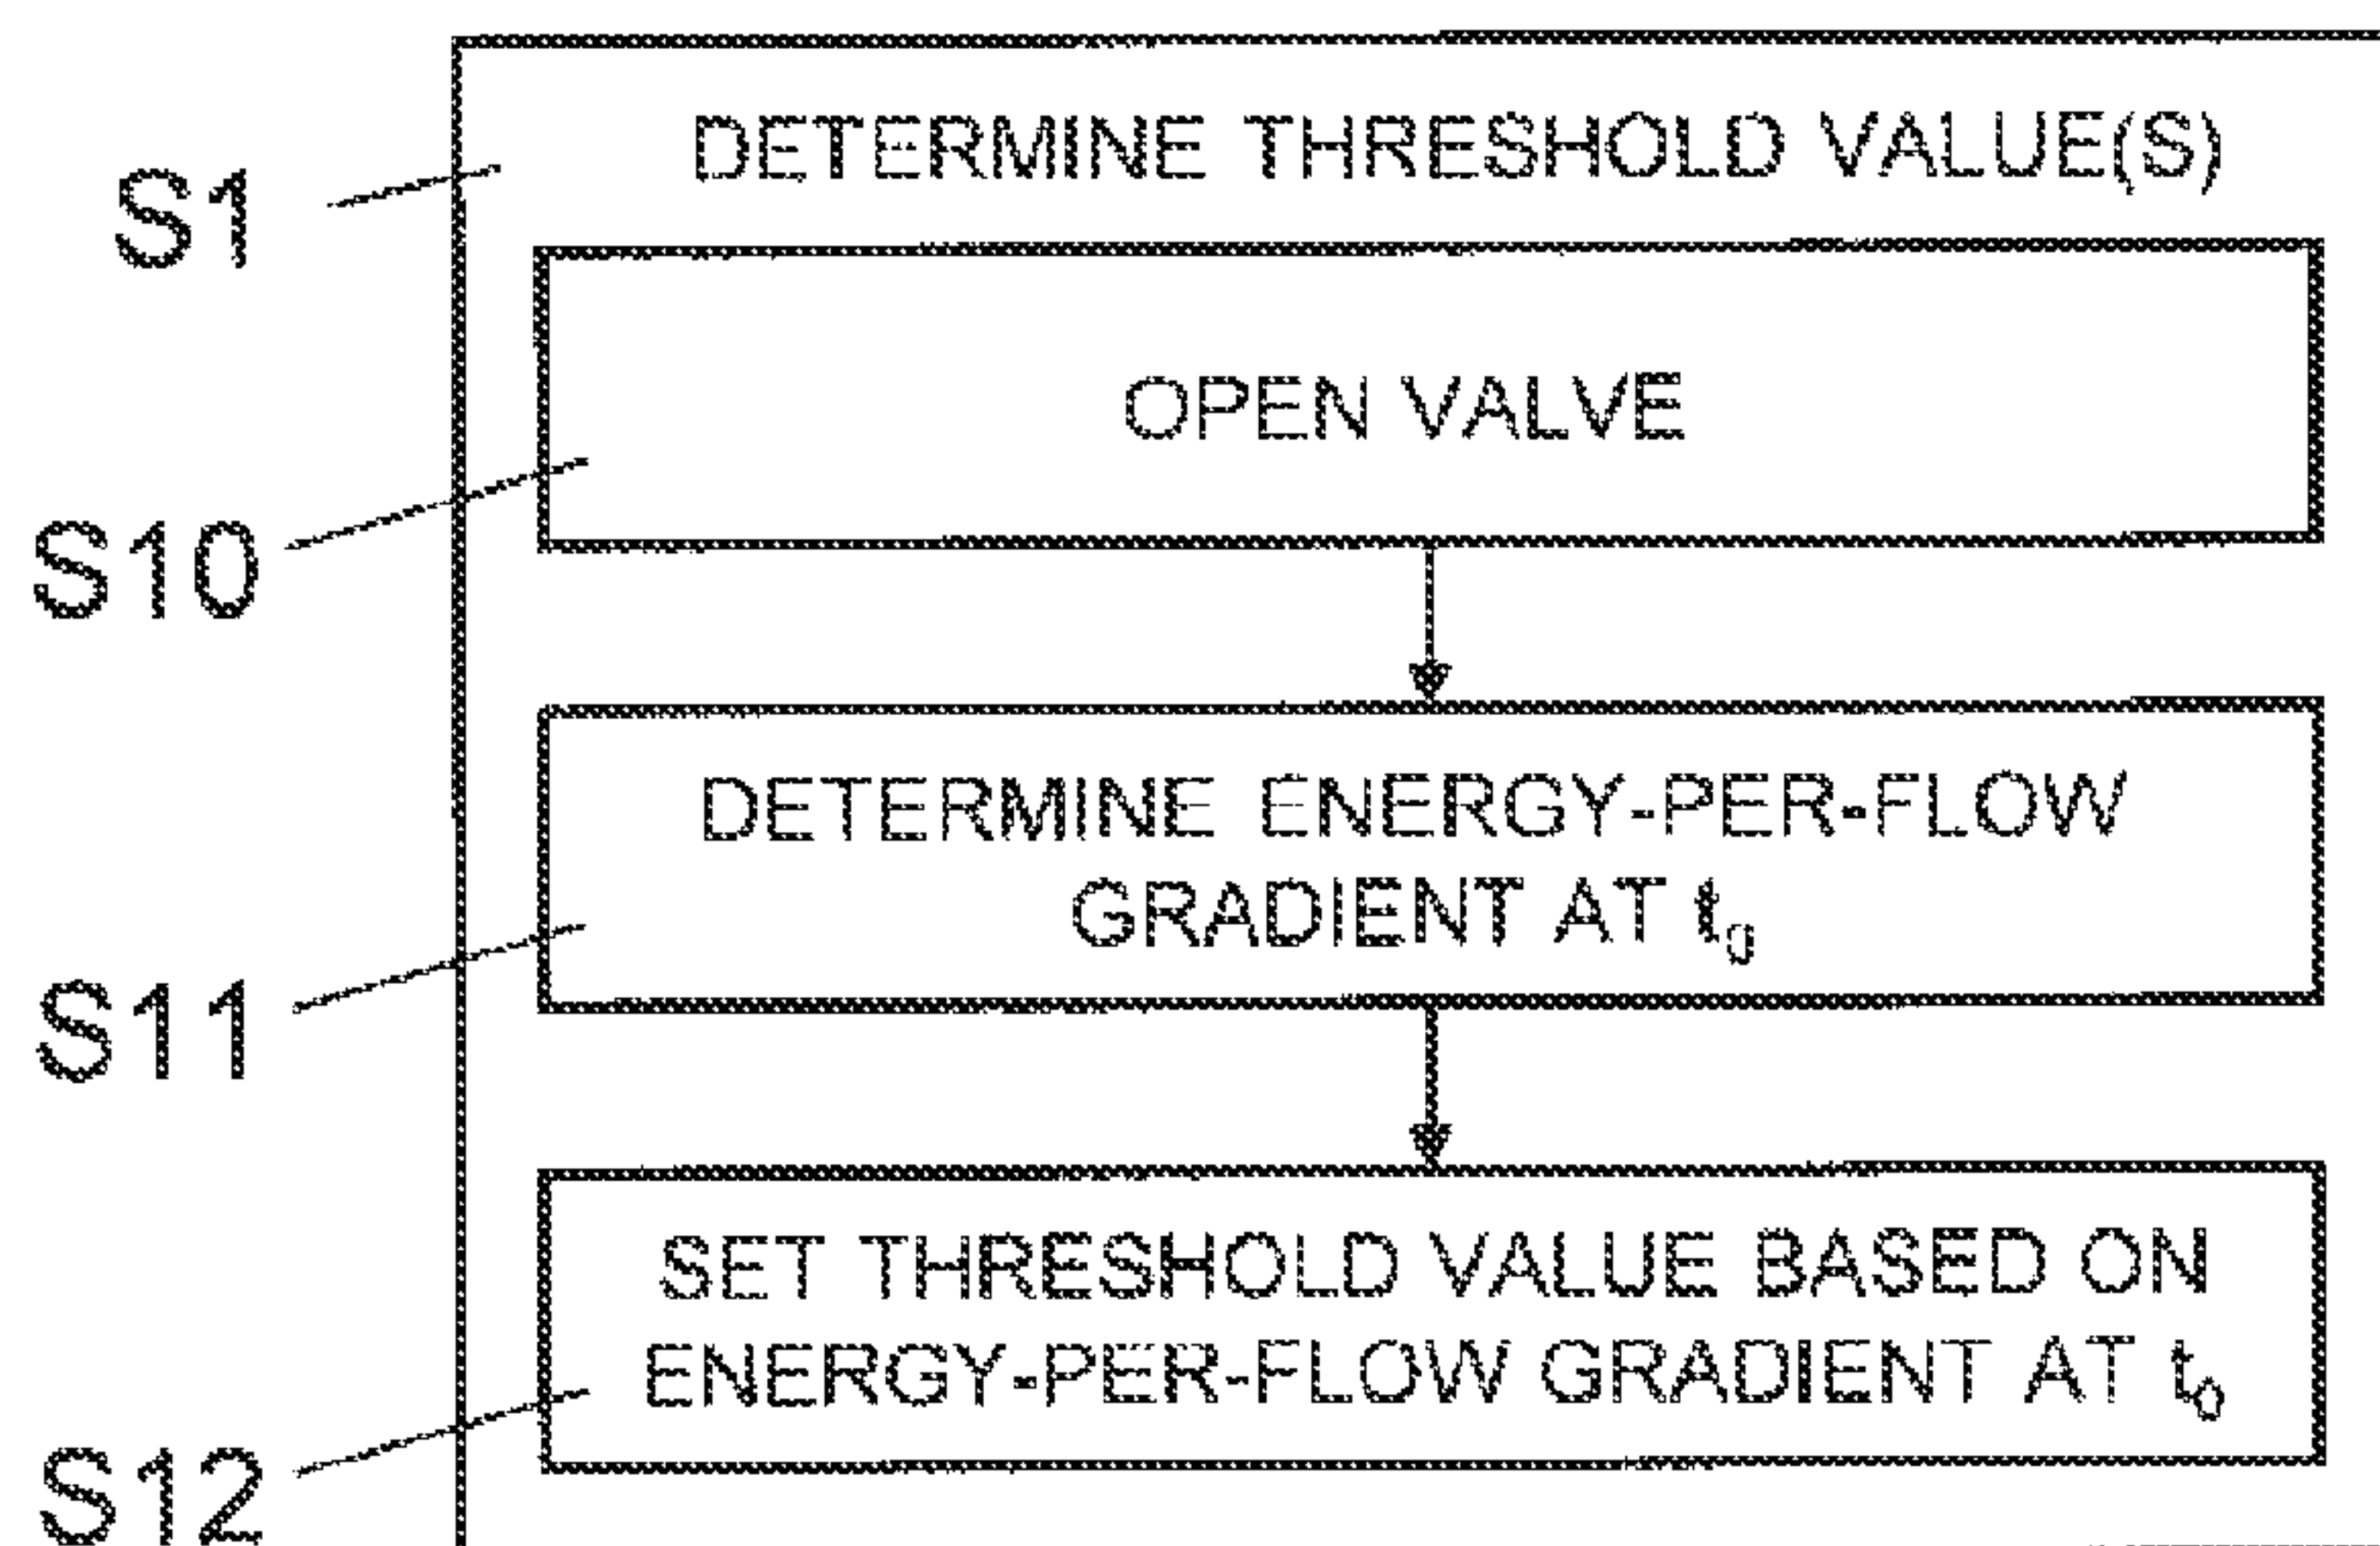 S1
DETERMINE THRESHOLD VALUE(S)
OPEN VALVE
S10
DETERMINE ENERGY-PER-FLOW
GRADIENT AT t₀
S11
SET THRESHOLD VALUE BASED ON
ENERGY-PER-FLOW GRADIENT AT t₀
S12